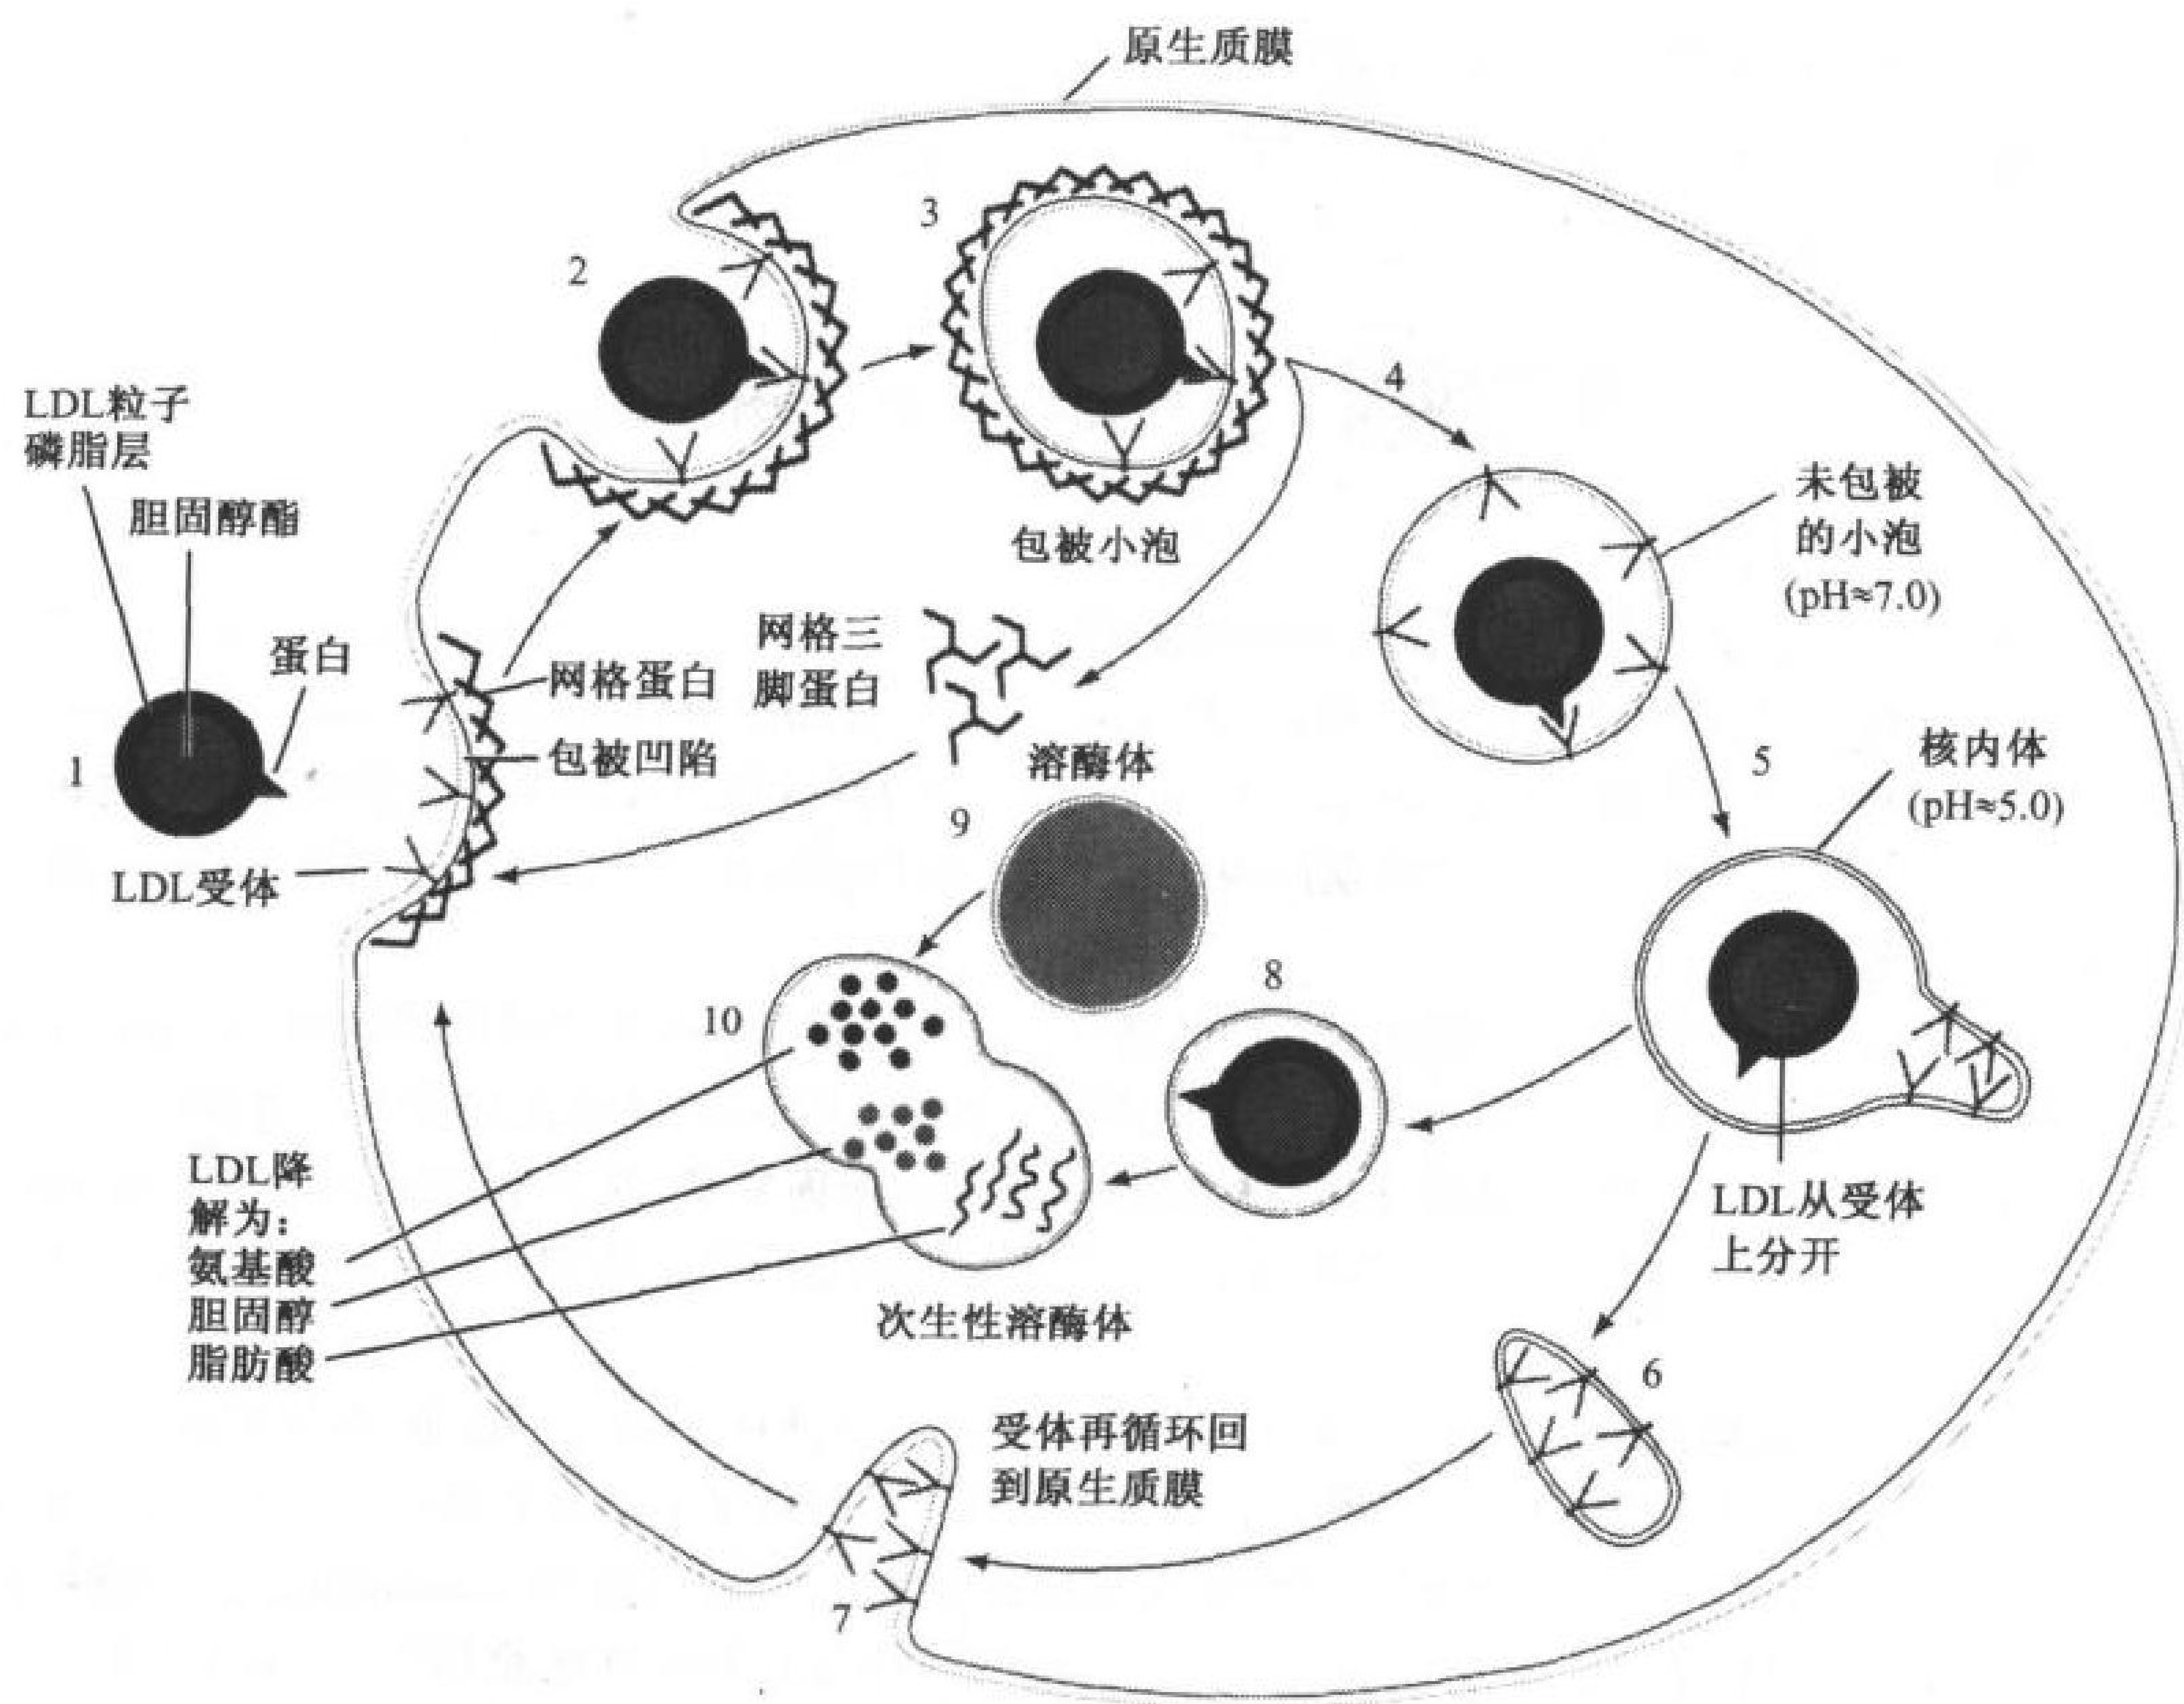 原生质膜
3
2
4
LDL粒子
磷脂层
胆固醇酯
未包被
的小泡
(pH≈7.0)
包被小泡
网格三
脚蛋白
蛋白
网格蛋白
包被凹陷
1
溶酶体
9
5
核内体
(pH≈5.0)
LDL受体
8
10
LDL降
解为：
氨基酸
胆固醇
脂肪酸
LDL从受体
上分开
次生性溶酶体
6
受体再循环回
到原生质膜
7